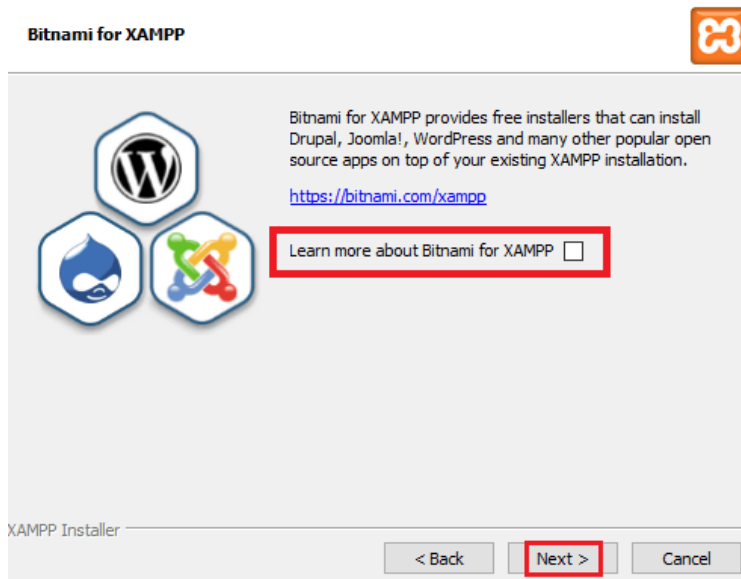 Bitnami for XAMPP
Bitnami for XAMPP provides free installers that can install
Drupal, Joomla!, WordPress and many other popular open
source apps on top of your existing XAMPP installation.
https://bitnami.com/xampp
Learn more about Bitnami for XAMPP
XAMPP Installer
< Back Next > Cancel